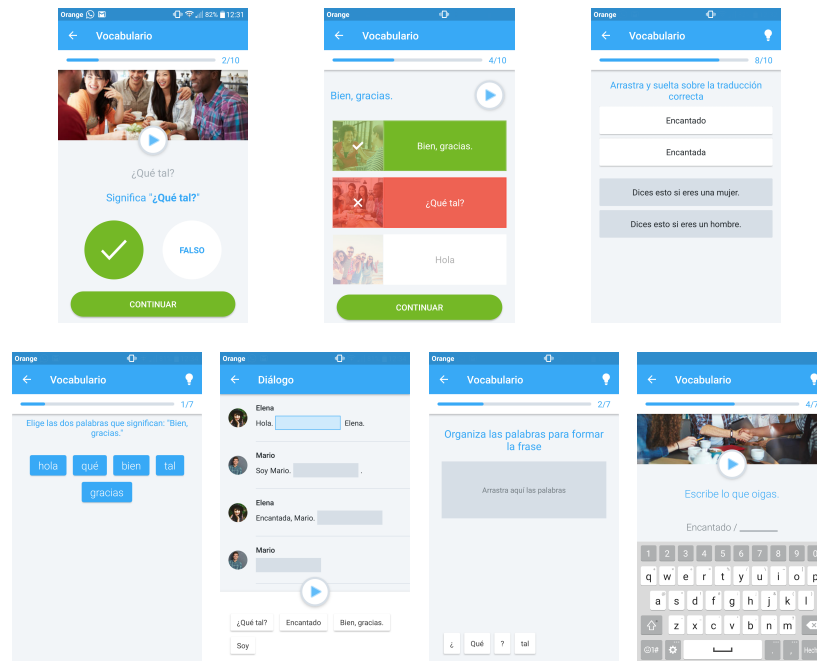 Orange 82% 12:31
Vocabulario
2/10
¿Qué tal?
Significa "¿Qué tal?"
FALSO
CONTINUAR
Orange
Vocabulario
4/10
Bien, gracias.
Bien, gracias.
¿Qué tal?
Hola
CONTINUAR
Orange
Vocabulario
8/10
Arrastra y suelta sobre la traducción
correcta
Encantado
Encantada
Dices esto si eres una mujer.
Dices esto si eres un hombre.
Orange
Vocabulario
1/7
Elige las dos palabras que significan: "Bien,
gracias."
hola qué bien tal
gracias
Orange
Diálogo
Elena
Hola. Elena.
Mario
Soy Mario. .
Elena
Encantada, Mario.
Mario
¿Qué tal? Encantado Bien, gracias.
Soy
Orange
Vocabulario
2/7
Organiza las palabras para formar
la frase
Arrastra aquí las palabras
¿ Qué ? tal
Vocabulario
4/7
Escribe lo que oigas.
Encantado / ________
1 2 3 4 5 6 7 8 9 0
q w e r t y u i o p
a s d f g h j k l
z x c v b n m
!#